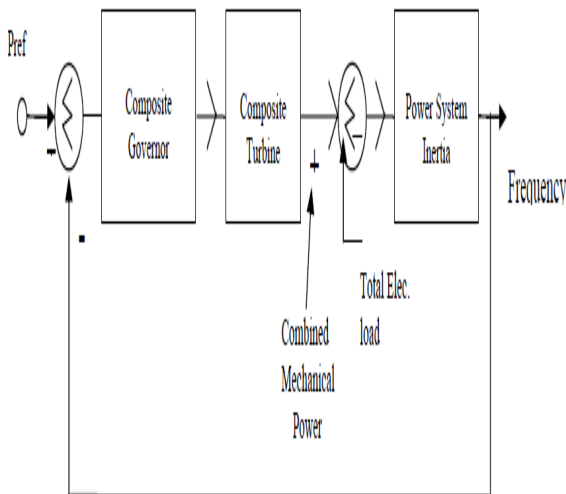 Pref
Composite
Governor
Composite
Turbine
Power System
Inertia
Frequency
+
-
+
Total Elec.
load
Combined
Mechanical
Power